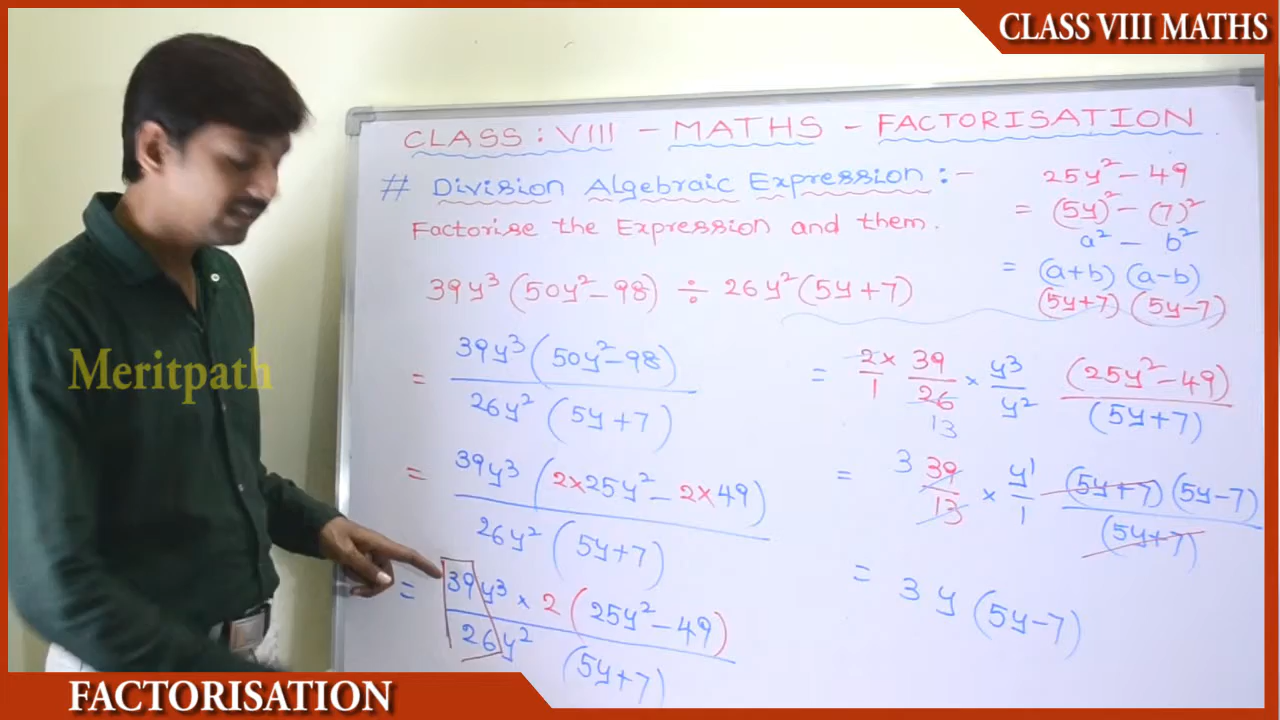 CLASS VIII MATHS
CLASS : VIII - MATHS - FACTORISATION
# Division Algebraic Expression :-
Factorise the Expression and them.
39y³ (50y²-98) ÷ 26y² (5y+7)
= 39y³ (50y²-98)
26y² (5y+7)
= 39y³ (2×25y² - 2×49)
26y² (5y+7)
= 39y³ × 2 (25y² - 49)
26y² (5y+7)
25y² - 49
= (5y)² - (7)²
a² - b²
= (a+b) (a-b)
(5y+7) (5y-7)
= 2 × 39 × y³ (25y² - 49)
1 26 y² (5y+7)
13
= 3 39 × y¹ (5y+7) (5y-7)
13 1 (5y+7)
= 3 y (5y-7)
Meritpath
FACTORISATION